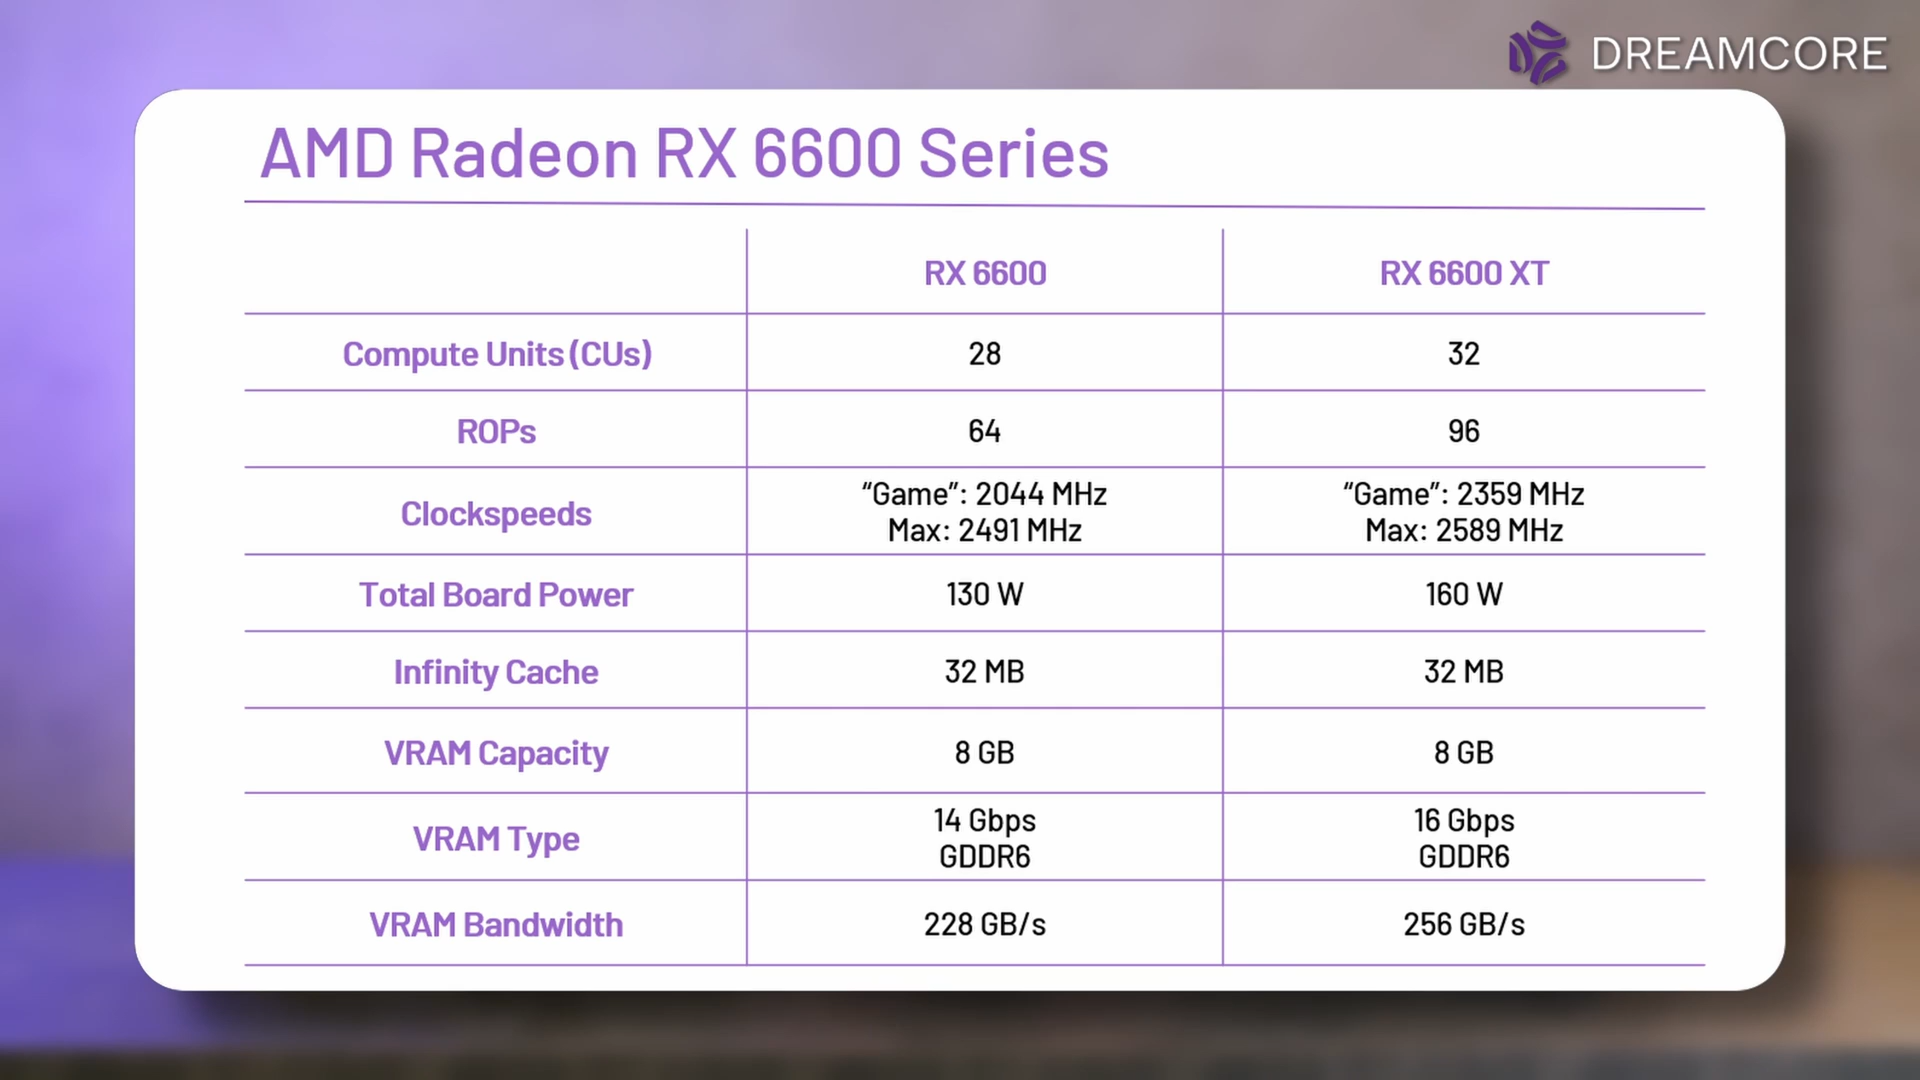 DREAMCORE
AMD Radeon RX 6600 Series
RX 6600 RX 6600 XT
Compute Units (CUs) 28 32
ROPs 64 96
Clockspeeds
“Game”: 2044 MHz
Max: 2491 MHz
“Game”: 2359 MHz
Max: 2589 MHz
Total Board Power 130 W 160 W
Infinity Cache 32 MB 32 MB
VRAM Capacity 8 GB 8 GB
VRAM Type
14 Gbps
GDDR6
16 Gbps
GDDR6
VRAM Bandwidth 228 GB/s 256 GB/s